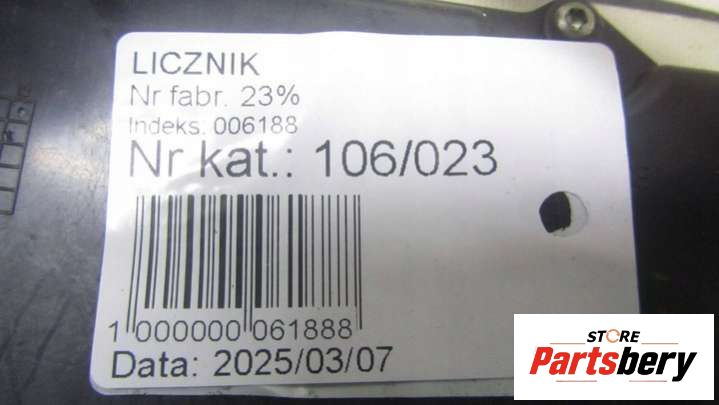 LICZNIK
Nr fabr. 23%
Indeks: 006188
Nr kat.: 106/023
1 000000 061888
Data: 2025/03/07
STORE
Partsbery